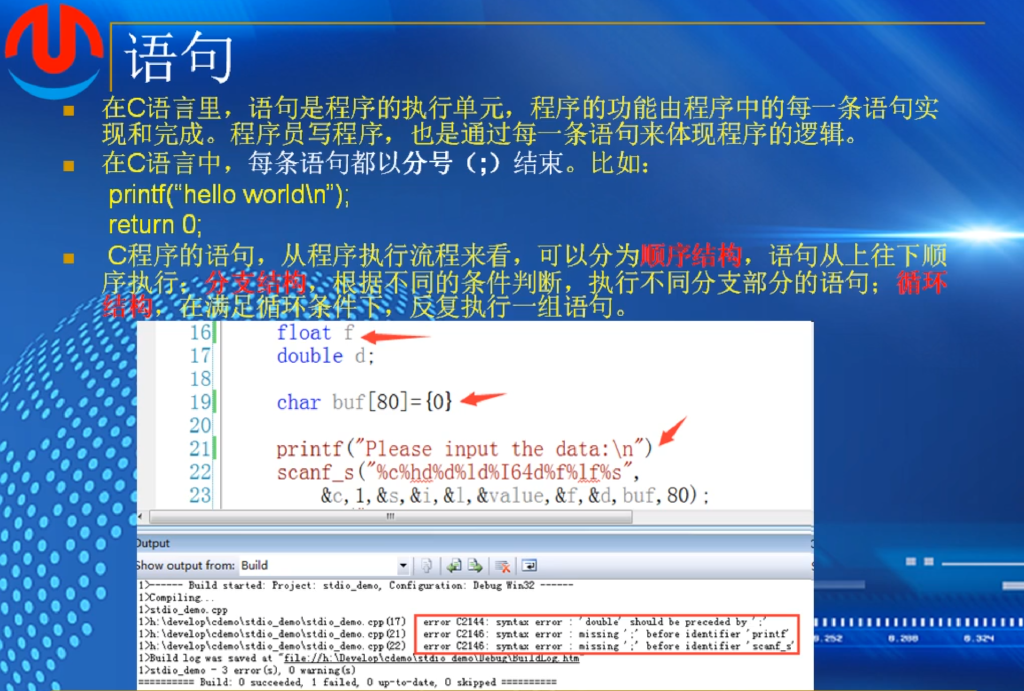 语句
在C语言里，语句是程序的执行单元，程序的功能由程序中的每一条语句实
现和完成。程序员写程序，也是通过每一条语句来体现程序的逻辑。
在C语言中，每条语句都以分号（;）结束。比如：
printf(“hello world\n”);
return 0;
C程序的语句，从程序执行流程来看，可以分为顺序结构，语句从上往下顺
序执行；分支结构，根据不同的条件判断，执行不同分支部分的语句；循环
结构，在满足循环条件下，反复执行一组语句。
16 float f
17 double d;
18
19 char buf[80]={0}
20
21 printf("Please input the data:\n")
22 scanf_s("%c%hd%d%ld%I64d%f%lf%s",
23 &c,1,&s,&i,&l,&value,&f,&d,buf,80);
Output
Show output from: Build
1>------ Build started: Project: stdio_demo, Configuration: Debug Win32 ------
1>Compiling...
1>stdio_demo.cpp
1>h:\develop\cdemo\stdio_demo\stdio_demo.cpp(17) error C2144: syntax error : 'double' should be preceded by ';'
1>h:\develop\cdemo\stdio_demo\stdio_demo.cpp(21) error C2146: syntax error : missing ';' before identifier 'printf'
1>h:\develop\cdemo\stdio_demo\stdio_demo.cpp(22) error C2146: syntax error : missing ';' before identifier 'scanf_s'
1>Build log was saved at "file://h:\Develop\cdemo\stdio_demo\Debug\BuildLog.htm"
1>stdio_demo - 3 error(s), 0 warning(s)
========== Build: 0 succeeded, 1 failed, 0 up-to-date, 0 skipped ==========
0.252 0.288 0.324